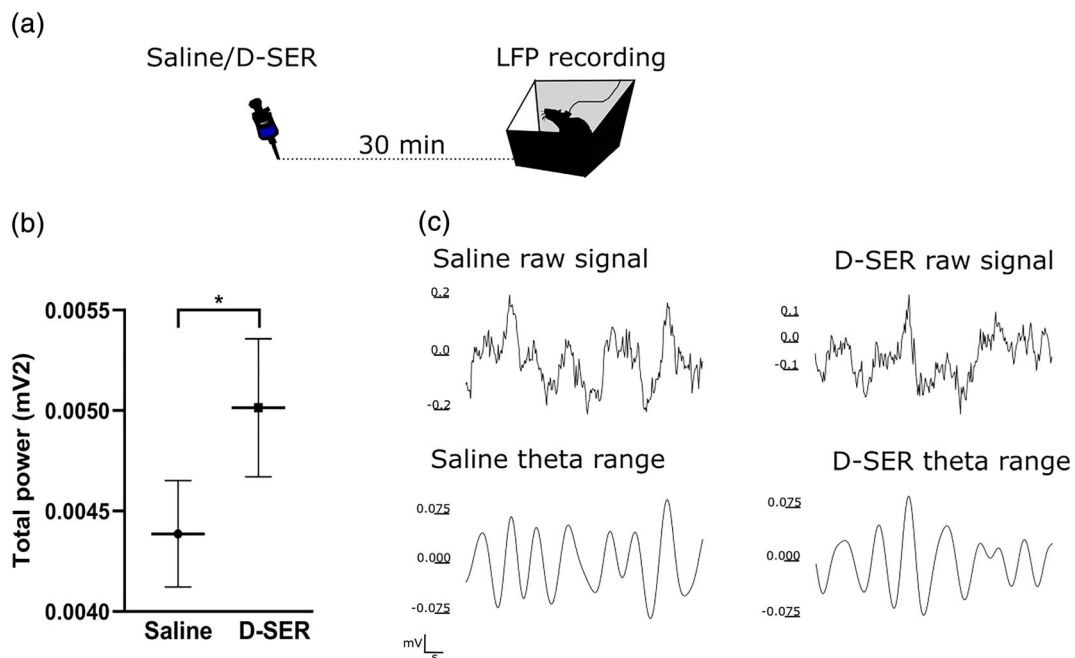 (a)
Saline/D-SER
LFP recording
30 min
(b)
0.0055
0.0050
0.0045
0.0040
Total power (mV2)
*
Saline
D-SER
(c)
Saline raw signal
0.2
0.0
-0.2
D-SER raw signal
0.1
0.0
-0.1
Saline theta range
0.075
0.000
-0.075
D-SER theta range
0.075
0.000
-0.075
mV
s